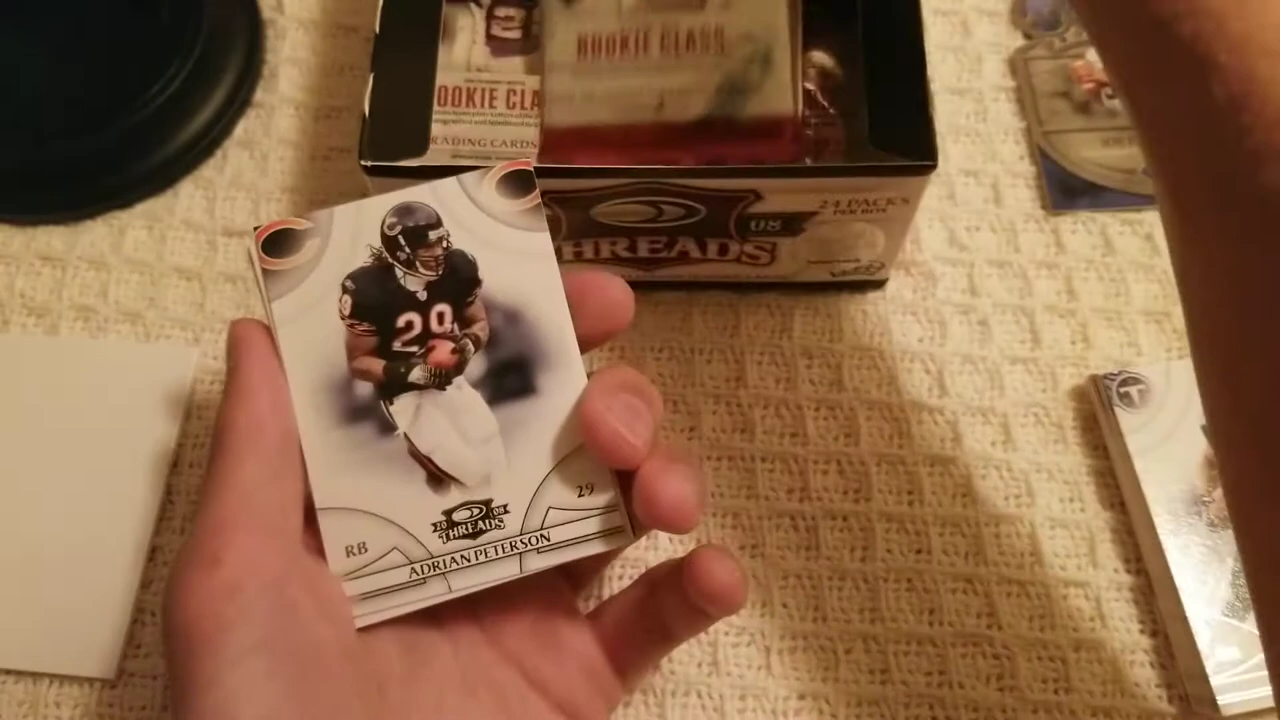 ROOKIE CLASS
OOKIE CLA
RADING CARDS
24 PACKS
PER BOX
08
THREADS
29
29
RB
20 08
THREADS
ADRIAN PETERSON